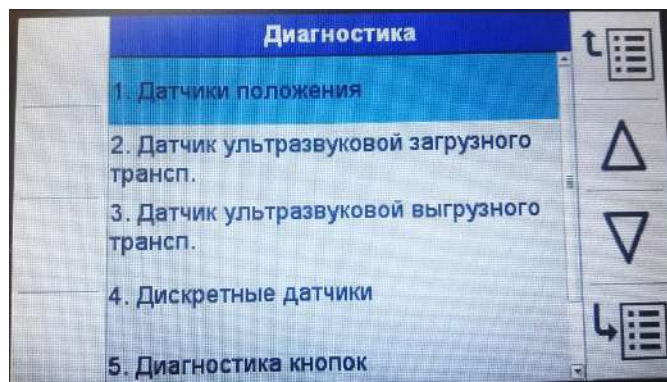 Диагностика
1. Датчики положения
2. Датчик ультразвуковой загрузного
трансп.
3. Датчик ультразвуковой выгрузного
трансп.
4. Дискретные датчики
5. Диагностика кнопок